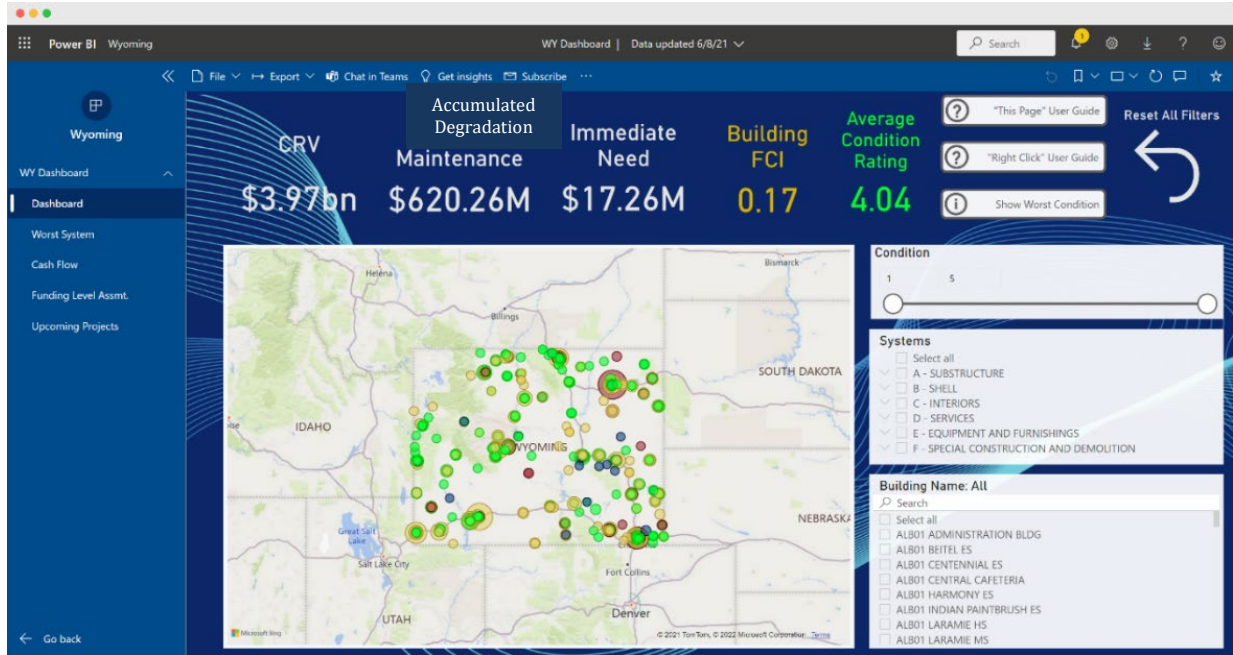 Power BI Wyoming
WY Dashboard | Data updated 6/8/21
Search
1
File Export Chat in Teams Get insights Subscribe ...
Wyoming
WY Dashboard
Dashboard
Worst System
Cash Flow
Funding Level Assmt.
Upcoming Projects
Go back
CRV
$3.97bn
Accumulated
Degradation
Maintenance
$620.26M
Immediate
Need
$17.26M
Building
FCI
0.17
Average
Condition
Rating
4.04
"This Page" User Guide
"Right Click" User Guide
Show Worst Condition
Reset All Filters
Helena
Bismarck
Billings
SOUTH DAKOTA
IDAHO
WYOMING
NEBRASKA
Great Salt
Lake
Salt Lake City
Fort Collins
UTAH
Denver
Microsoft Bing
© 2021 TomTom, © 2022 Microsoft Corporation Terms
Condition
1 5
Systems
Select all
A - SUBSTRUCTURE
B - SHELL
C - INTERIORS
D - SERVICES
E - EQUIPMENT AND FURNISHINGS
F - SPECIAL CONSTRUCTION AND DEMOLITION
Building Name: All
Search
Select all
ALB01 ADMINISTRATION BLDG
ALB01 BEITEL ES
ALB01 CENTENNIAL ES
ALB01 CENTRAL CAFETERIA
ALB01 HARMONY ES
ALB01 INDIAN PAINTBRUSH ES
ALB01 LARAMIE HS
ALB01 LARAMIE MS